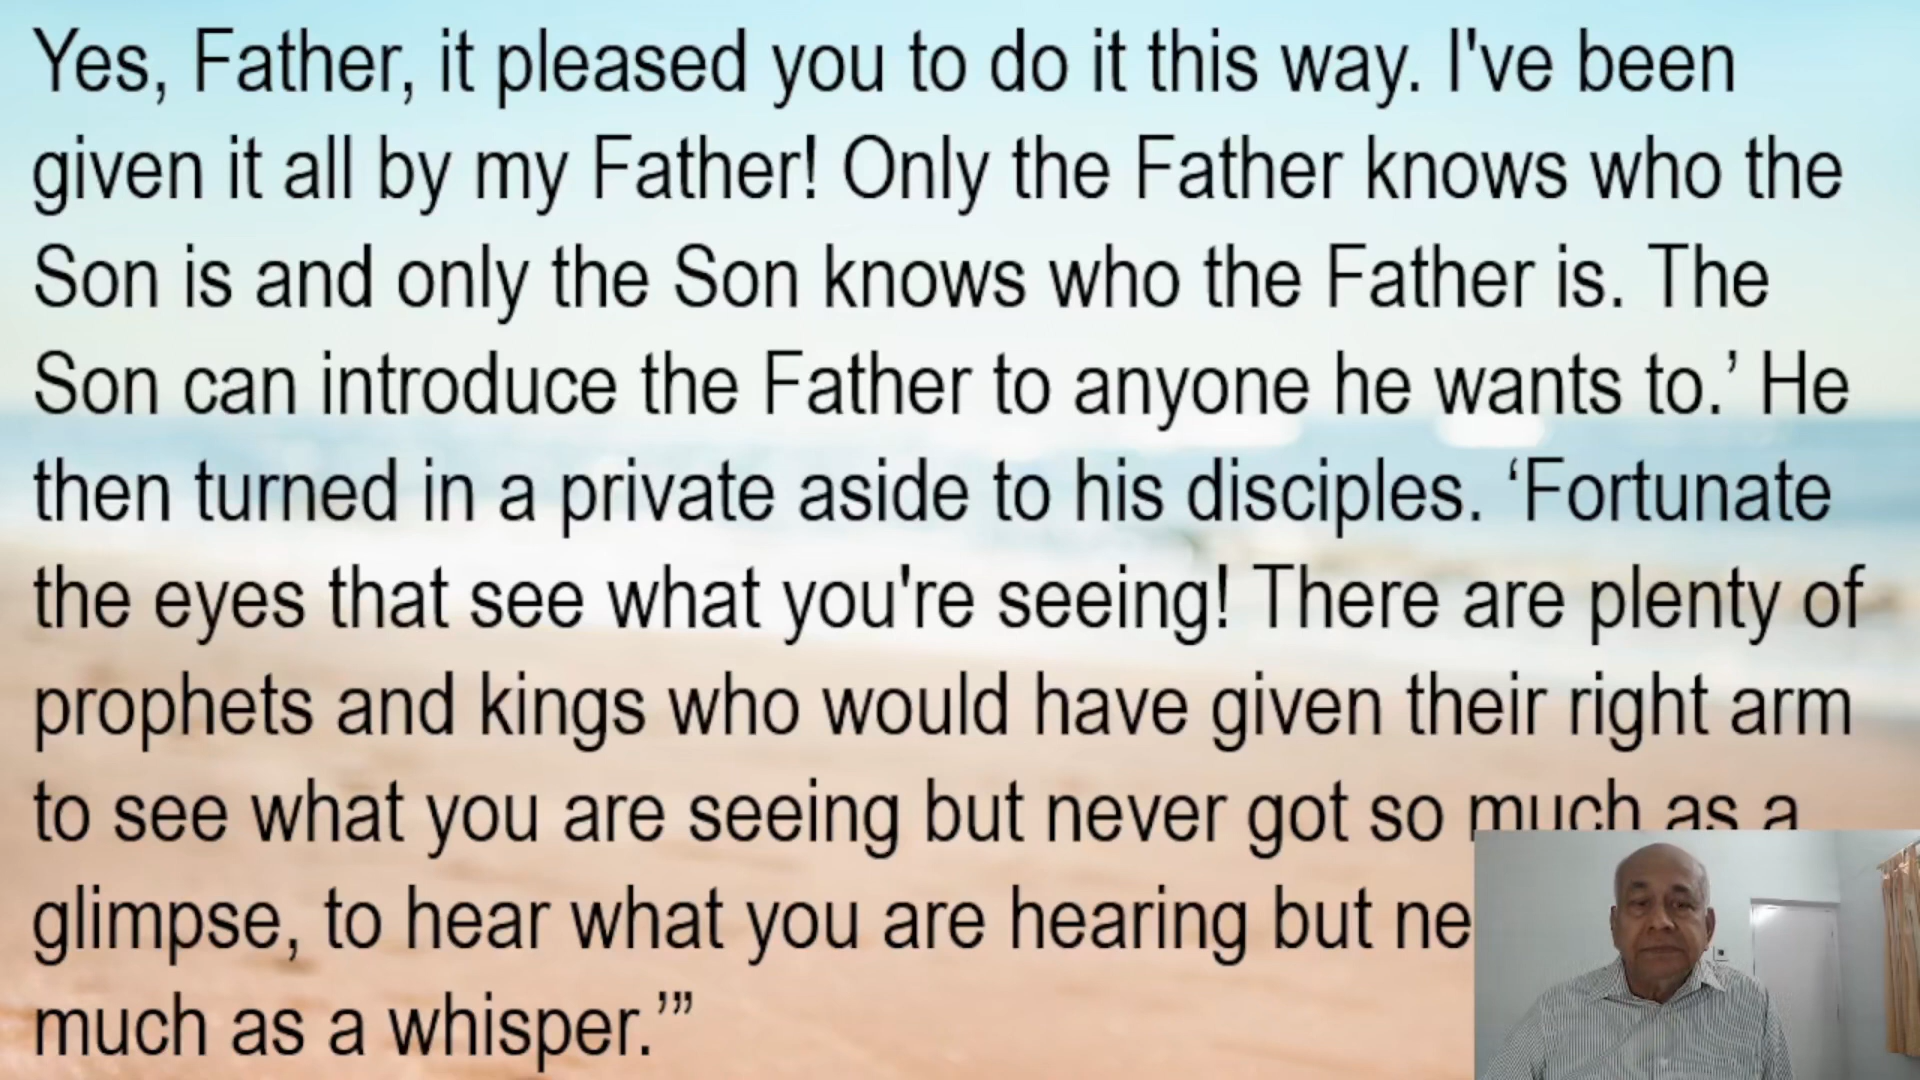 Yes, Father, it pleased you to do it this way. I've been
given it all by my Father! Only the Father knows who the
Son is and only the Son knows who the Father is. The
Son can introduce the Father to anyone he wants to.’ He
then turned in a private aside to his disciples. ‘Fortunate
the eyes that see what you're seeing! There are plenty of
prophets and kings who would have given their right arm
to see what you are seeing but never got so much as a
glimpse, to hear what you are hearing but
much as a whisper.’”